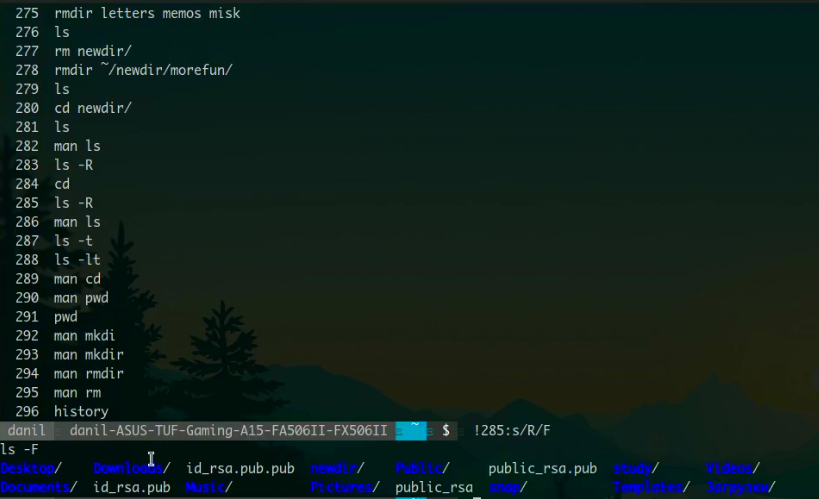 275 rmdir letters memos misk
276 ls
277 rm newdir/
278 rmdir ~/newdir/morefun/
279 ls
280 cd newdir/
281 ls
282 man ls
283 ls -R
284 cd
285 ls -R
286 man ls
287 ls -t
288 ls -lt
289 man cd
290 man pwd
291 pwd
292 man mkdi
293 man mkdir
294 man rmdir
295 man rm
296 history
danil danil-ASUS-TUF-Gaming-A15-FA506II-FX506II ~ $ !285:s/R/F
ls -F
Desktop/ Downloads/ id_rsa.pub.pub newdir/ Public/ public_rsa.pub study/ Videos/
Documents/ id_rsa.pub Music/ Pictures/ public_rsa snap/ Templates/ Загрузки/